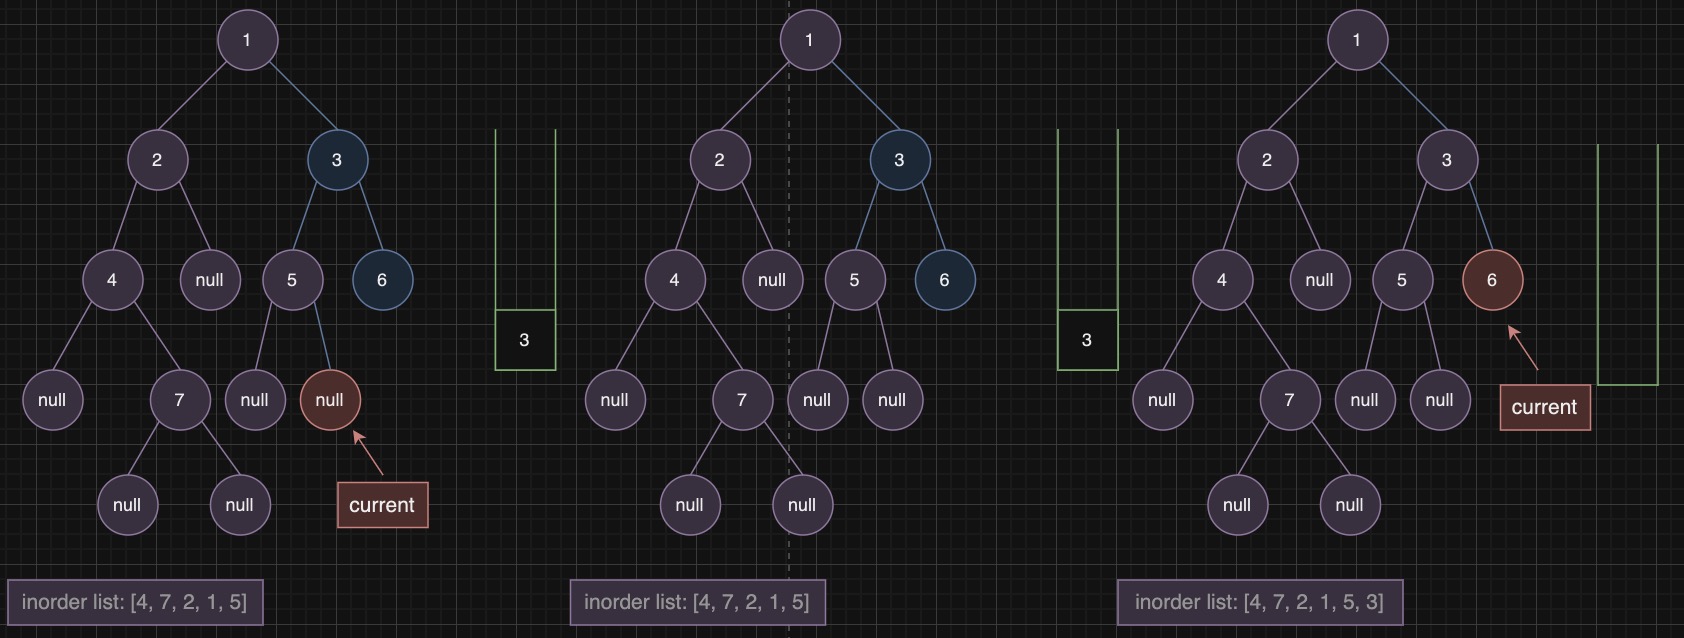 1
2
3
4
null
5
6
null
7
null
null
null
null
current
inorder list: [4, 7, 2, 1, 5]
3
1
2
3
4
null
5
6
null
7
null
null
null
null
inorder list: [4, 7, 2, 1, 5]
3
1
2
3
4
null
5
6
null
7
null
null
null
null
current
inorder list: [4, 7, 2, 1, 5, 3]